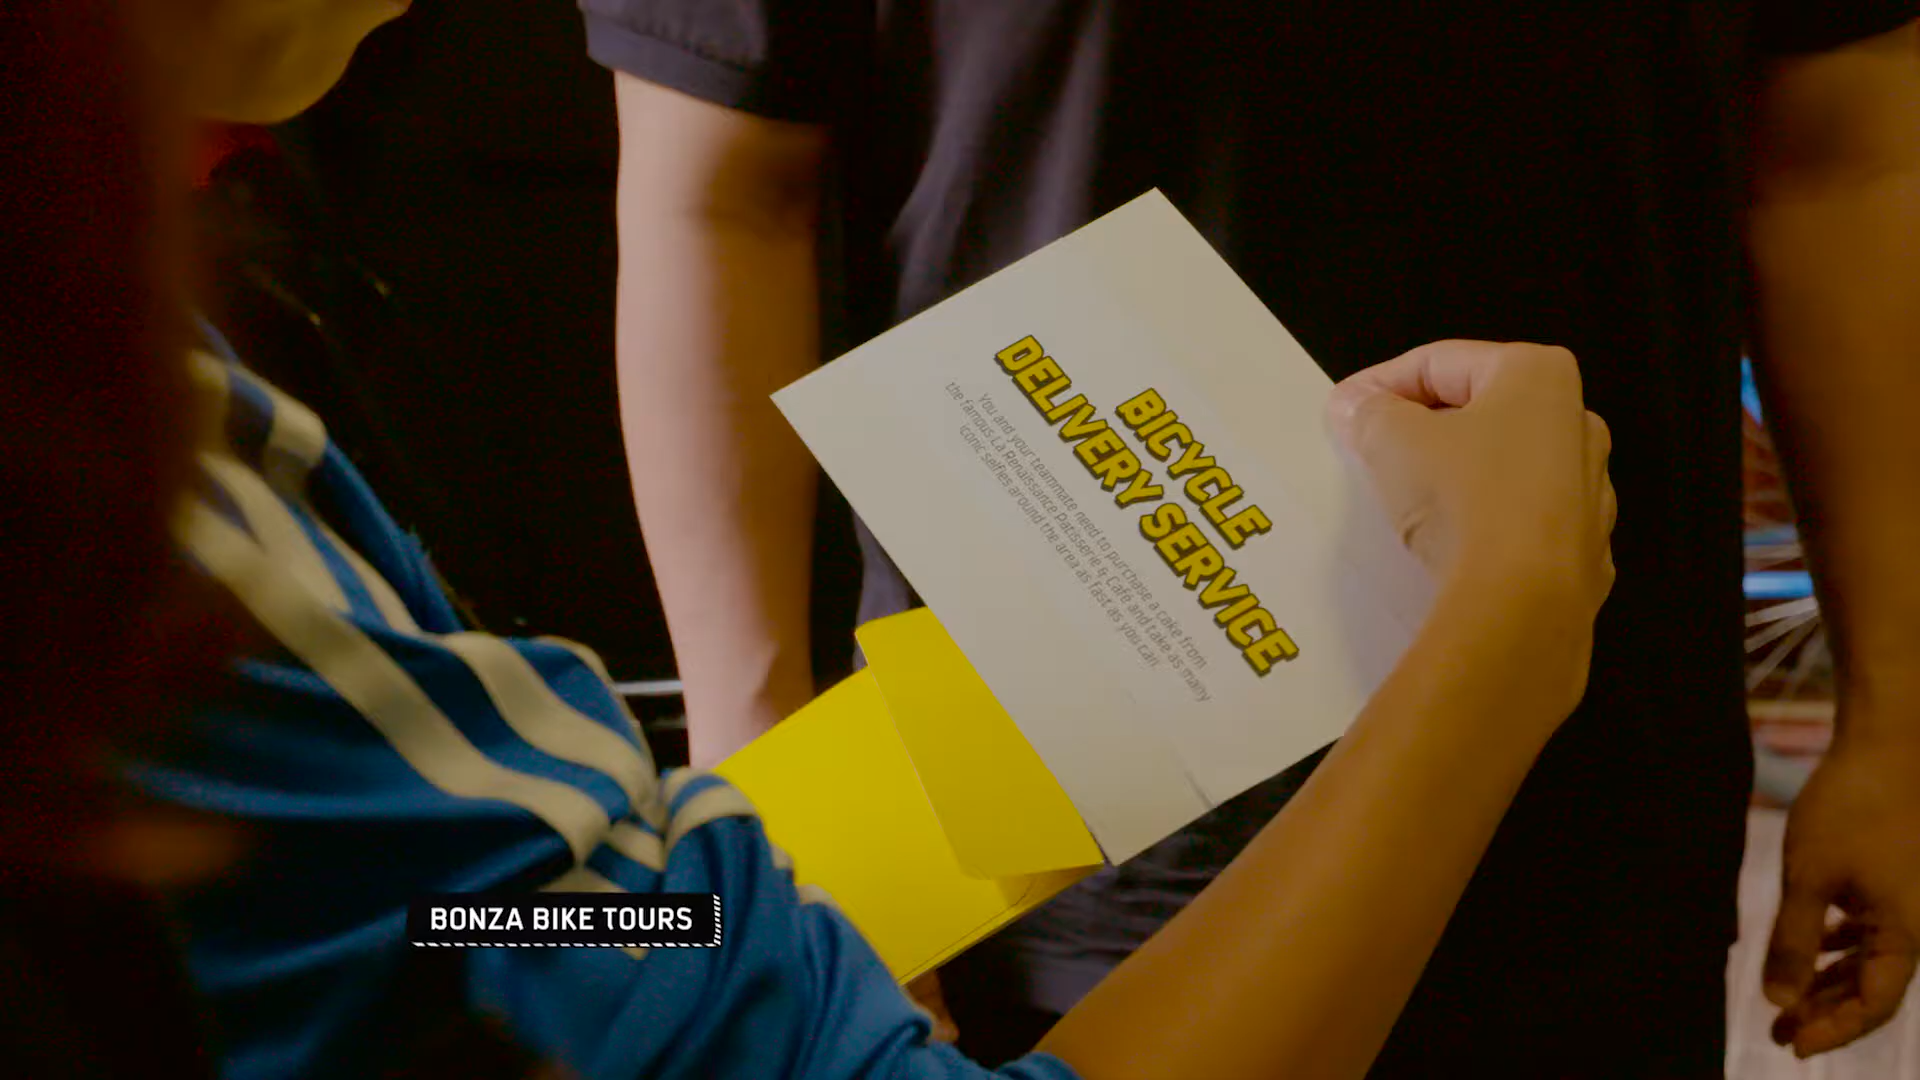 BICYCLE
DELIVERY SERVICE
You and your teammate need to purchase a cake from
the famous La Renaissance Patisserie & Café and take as many
iconic selfies around the area as fast as you can.
BONZA BIKE TOURS